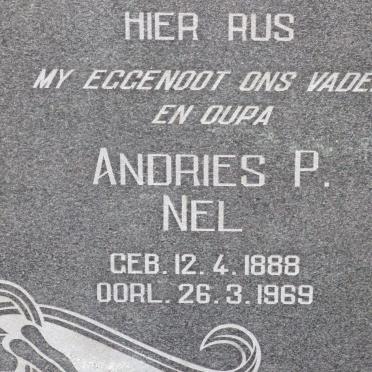 HIER RUS
MY EGGENOOT ONS VADE
EN OUPA
ANDRIES P.
NEL
GEB. 12. 4. 1888
OORL. 26. 3. 1969